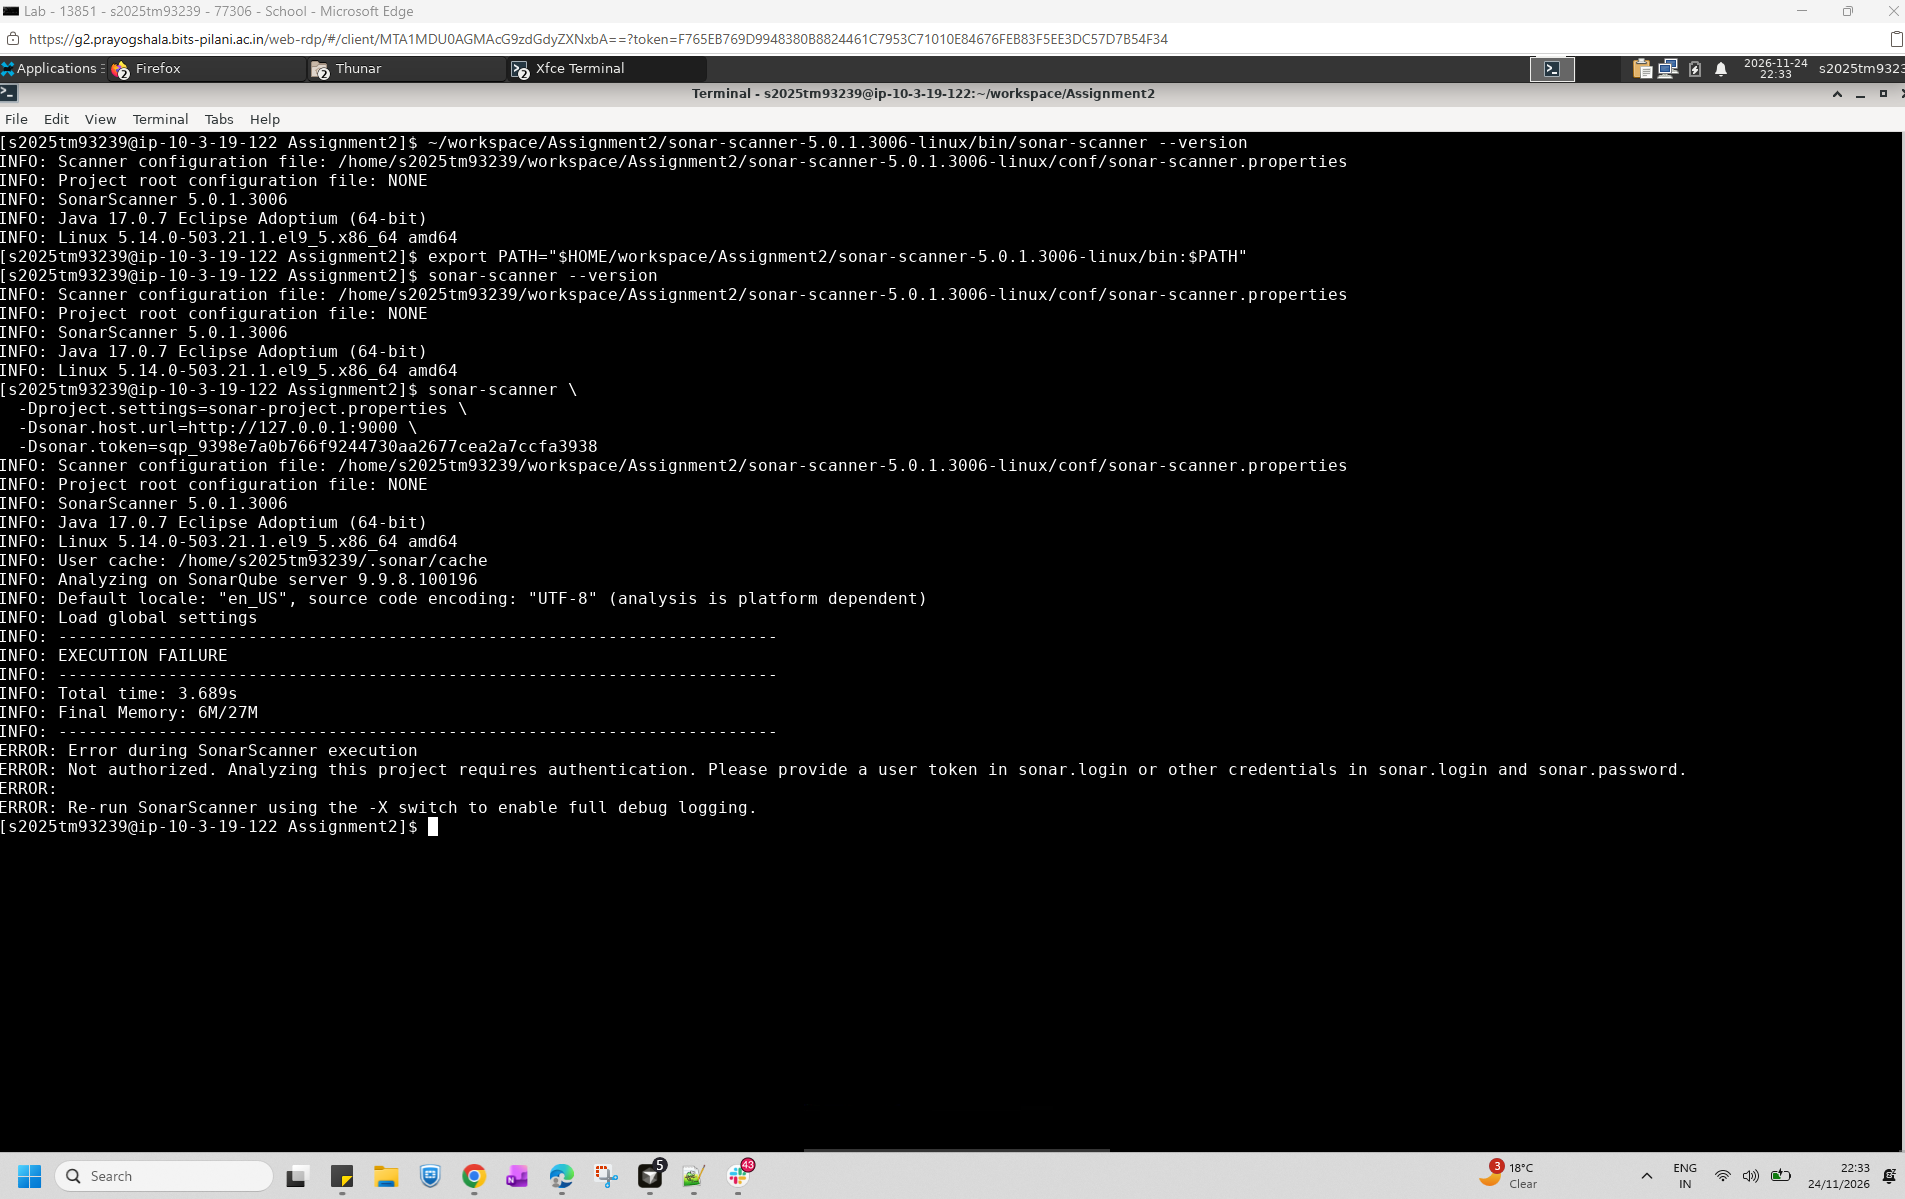 Lab - 13851 - s2025tm93239 - 77306 - School - Microsoft Edge
https://g2.prayogshala.bits-pilani.ac.in/web-rdp/#/client/MTA1MDU0AGMAcG9zdGdyZXNxbA==?token=F765EB769D9948380B8824461C7953C71010E84676FEB83F5EE3DC57D7B54F34
Applications 2 Firefox 2 Thunar 2 Xfce Terminal 2026-11-24 22:33 s2025tm9323
Terminal - s2025tm93239@ip-10-3-19-122:~/workspace/Assignment2
File Edit View Terminal Tabs Help
[s2025tm93239@ip-10-3-19-122 Assignment2]$ ~/workspace/Assignment2/sonar-scanner-5.0.1.3006-linux/bin/sonar-scanner --version
INFO: Scanner configuration file: /home/s2025tm93239/workspace/Assignment2/sonar-scanner-5.0.1.3006-linux/conf/sonar-scanner.properties
INFO: Project root configuration file: NONE
INFO: SonarScanner 5.0.1.3006
INFO: Java 17.0.7 Eclipse Adoptium (64-bit)
INFO: Linux 5.14.0-503.21.1.el9_5.x86_64 amd64
[s2025tm93239@ip-10-3-19-122 Assignment2]$ export PATH="$HOME/workspace/Assignment2/sonar-scanner-5.0.1.3006-linux/bin:$PATH"
[s2025tm93239@ip-10-3-19-122 Assignment2]$ sonar-scanner --version
INFO: Scanner configuration file: /home/s2025tm93239/workspace/Assignment2/sonar-scanner-5.0.1.3006-linux/conf/sonar-scanner.properties
INFO: Project root configuration file: NONE
INFO: SonarScanner 5.0.1.3006
INFO: Java 17.0.7 Eclipse Adoptium (64-bit)
INFO: Linux 5.14.0-503.21.1.el9_5.x86_64 amd64
[s2025tm93239@ip-10-3-19-122 Assignment2]$ sonar-scanner \
  -Dproject.settings=sonar-project.properties \
  -Dsonar.host.url=http://127.0.0.1:9000 \
  -Dsonar.token=sqp_9398e7a0b766f9244730aa2677cea2a7ccfa3938
INFO: Scanner configuration file: /home/s2025tm93239/workspace/Assignment2/sonar-scanner-5.0.1.3006-linux/conf/sonar-scanner.properties
INFO: Project root configuration file: NONE
INFO: SonarScanner 5.0.1.3006
INFO: Java 17.0.7 Eclipse Adoptium (64-bit)
INFO: Linux 5.14.0-503.21.1.el9_5.x86_64 amd64
INFO: User cache: /home/s2025tm93239/.sonar/cache
INFO: Analyzing on SonarQube server 9.9.8.100196
INFO: Default locale: "en_US", source code encoding: "UTF-8" (analysis is platform dependent)
INFO: Load global settings
INFO: ------------------------------------------------------------------------
INFO: EXECUTION FAILURE
INFO: ------------------------------------------------------------------------
INFO: Total time: 3.689s
INFO: Final Memory: 6M/27M
INFO: ------------------------------------------------------------------------
ERROR: Error during SonarScanner execution
ERROR: Not authorized. Analyzing this project requires authentication. Please provide a user token in sonar.login or other credentials in sonar.login and sonar.password.
ERROR:
ERROR: Re-run SonarScanner using the -X switch to enable full debug logging.
[s2025tm93239@ip-10-3-19-122 Assignment2]$
Search 5 43 3 18°C Clear ENG IN 22:33 24/11/2026